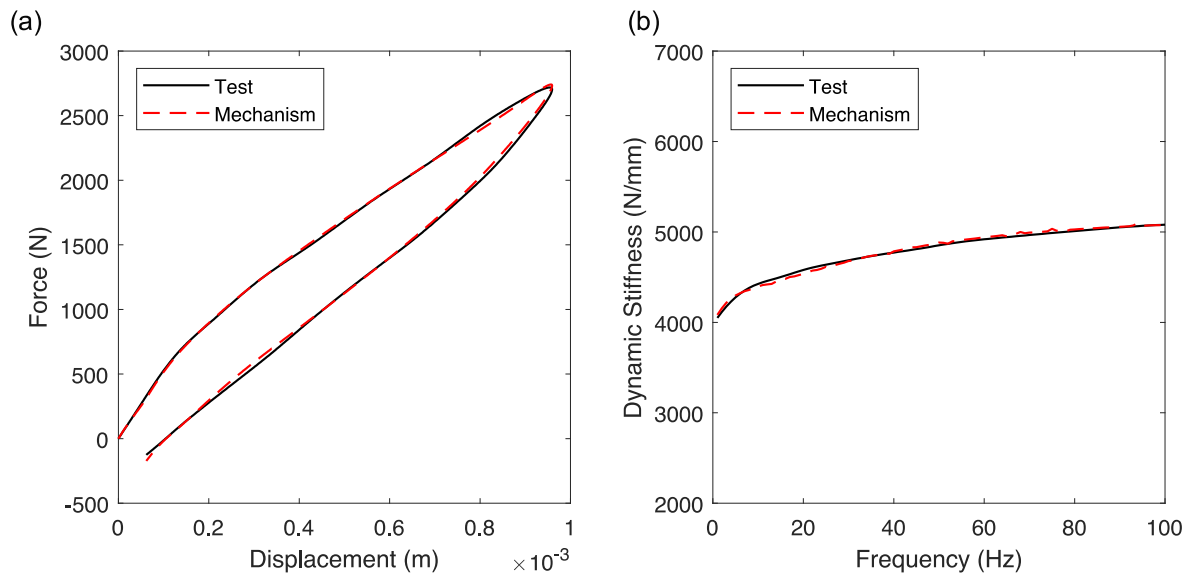 (a)
3000
2500
2000
1500
1000
500
0
-500
Force (N)
Test
Mechanism
0 0.2 0.4 0.6 0.8 1
Displacement (m) × 10⁻³
(b)
7000
6000
5000
4000
3000
2000
Dynamic Stiffness (N/mm)
Test
Mechanism
0 20 40 60 80 100
Frequency (Hz)